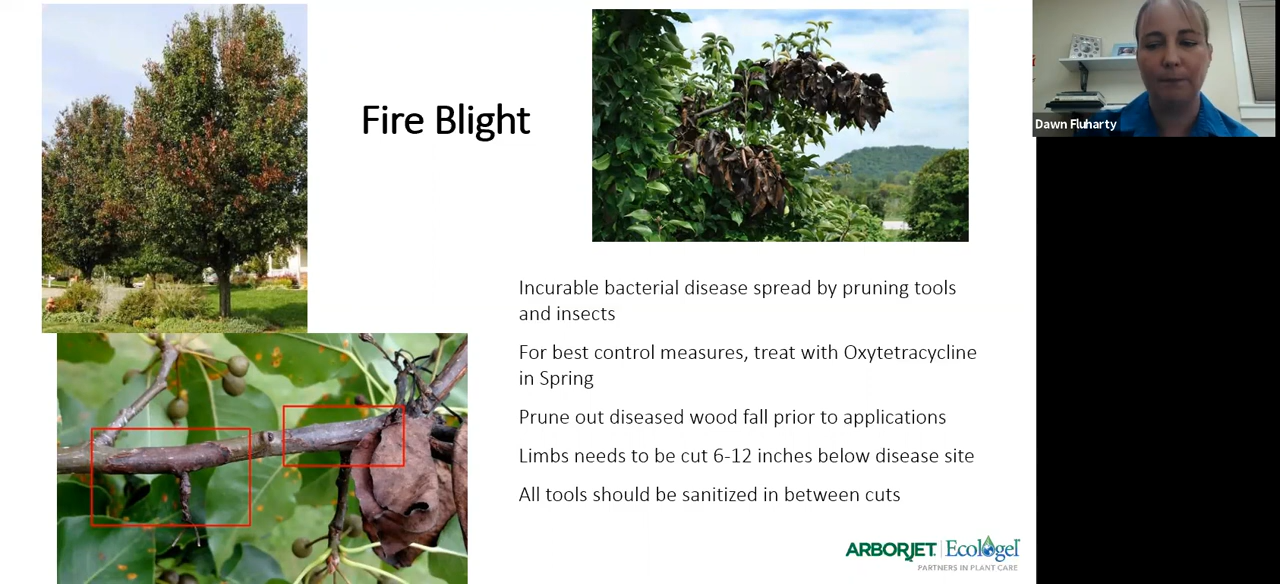 Fire Blight
Dawn Fluharty
Incurable bacterial disease spread by pruning tools
and insects
For best control measures, treat with Oxytetracycline
in Spring
Prune out diseased wood fall prior to applications
Limbs needs to be cut 6-12 inches below disease site
All tools should be sanitized in between cuts
ARBORJET | Ecologel
PARTNERS IN PLANT CARE